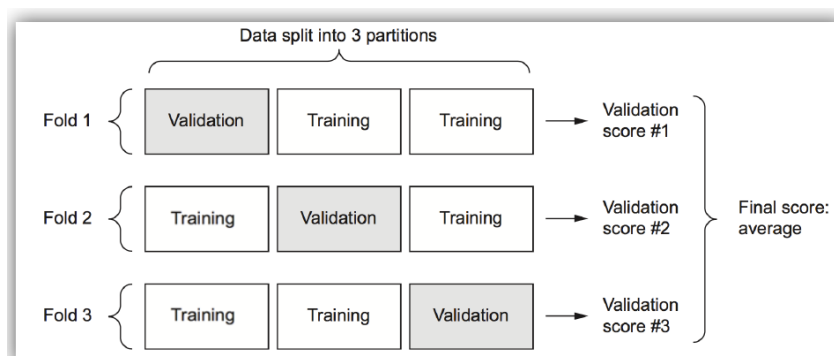 Data split into 3 partitions
Fold 1
Validation
Training
Training
Validation
score #1
Fold 2
Training
Validation
Training
Validation
score #2
Final score:
average
Fold 3
Training
Training
Validation
Validation
score #3